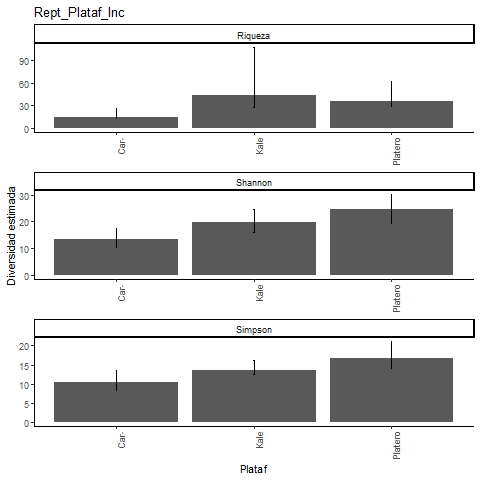 Rept_Plataf_Inc
Riqueza
90
60
30
0
Car-
Kale
Platero
Shannon
30
20
10
0
Car-
Kale
Platero
Simpson
20
15
10
5
0
Car-
Kale
Platero
Diversidad estimada
Plataf